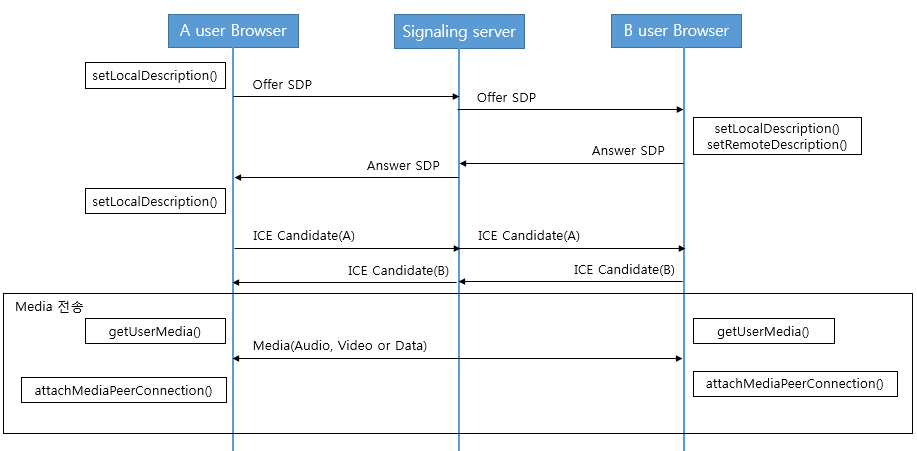 A user Browser
Signaling server
B user Browser
setLocalDescription()
Offer SDP
Offer SDP
setLocalDescription()
setRemoteDescription()
Answer SDP
Answer SDP
setLocalDescription()
ICE Candidate(A)
ICE Candidate(A)
ICE Candidate(B)
ICE Candidate(B)
Media 전송
getUserMedia()
getUserMedia()
Media(Audio, Video or Data)
attachMediaPeerConnection()
attachMediaPeerConnection()